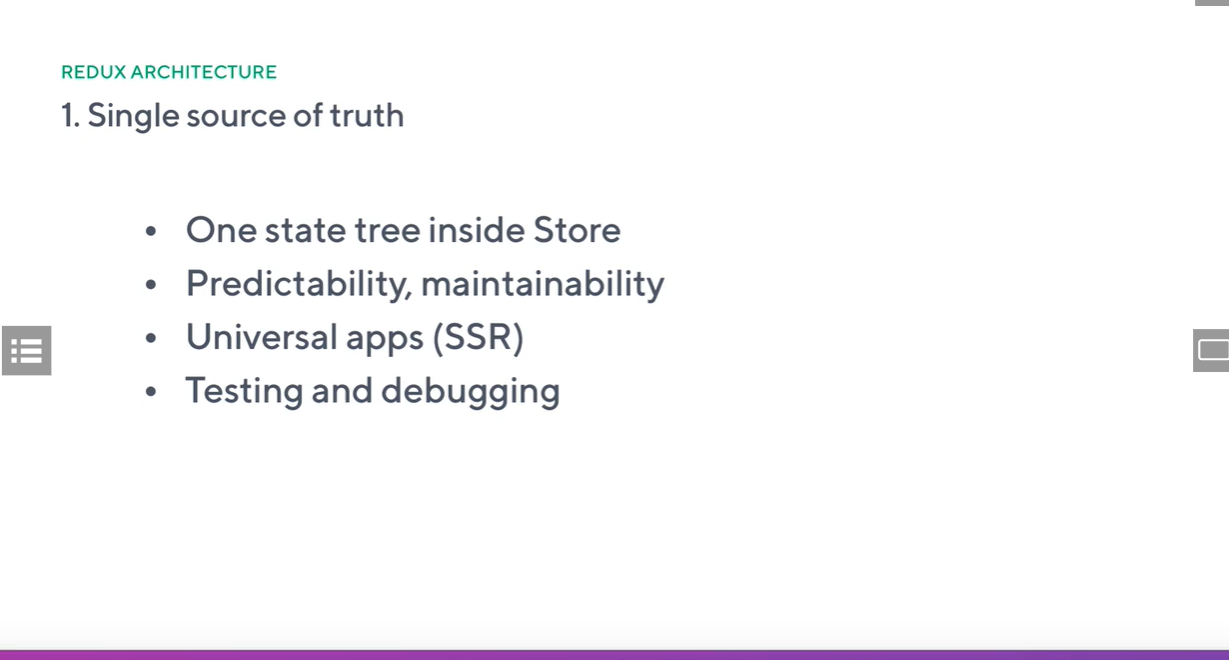 REDUX ARCHITECTURE
1. Single source of truth
• One state tree inside Store
• Predictability, maintainability
• Universal apps (SSR)
• Testing and debugging